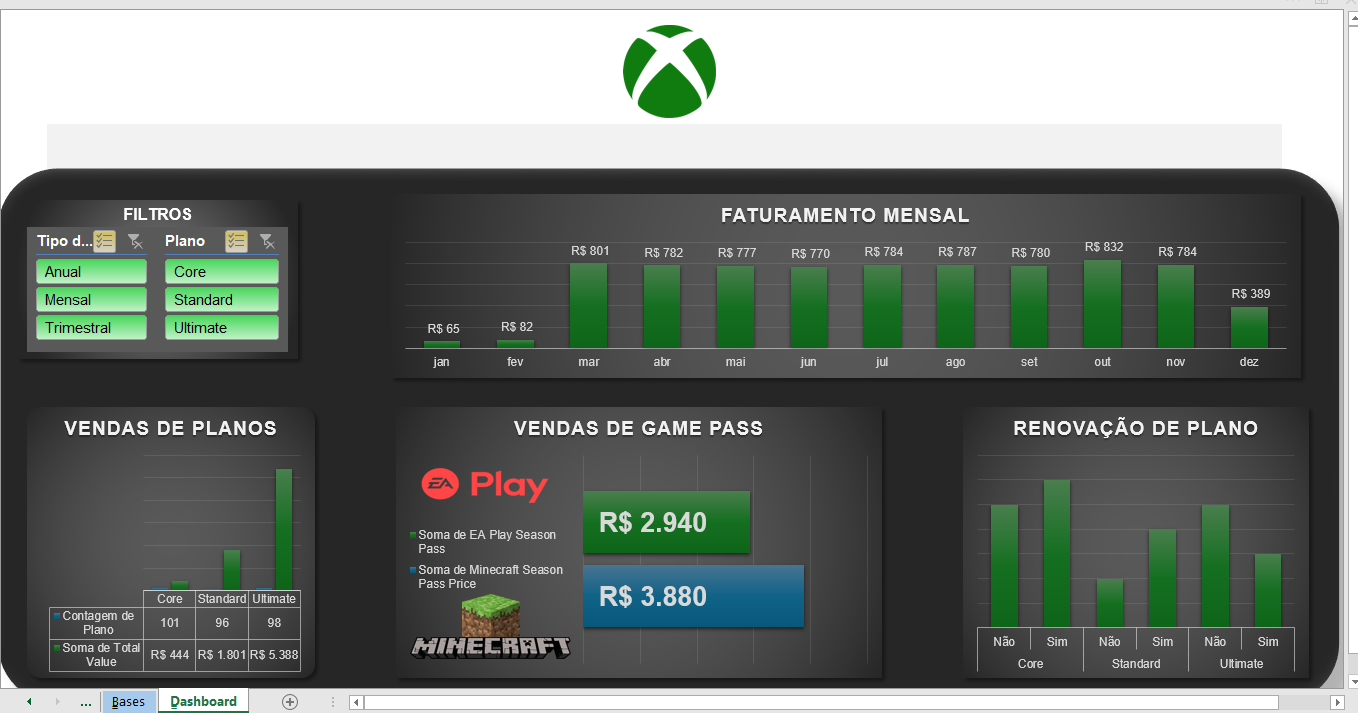 FILTROS
Tipo d...
Plano
Anual
Core
Mensal
Standard
Trimestral
Ultimate
FATURAMENTO MENSAL
R$ 65
R$ 82
R$ 801
R$ 782
R$ 777
R$ 770
R$ 784
R$ 787
R$ 780
R$ 832
R$ 784
R$ 389
jan
fev
mar
abr
mai
jun
jul
ago
set
out
nov
dez
VENDAS DE PLANOS
Core
Standard
Ultimate
Contagem de
Plano
101
96
98
Soma de Total
Value
R$ 444
R$ 1.801
R$ 5.388
VENDAS DE GAME PASS
EA Play
Soma de EA Play Season
Pass
Soma de Minecraft Season
Pass Price
MINECRAFT
R$ 2.940
R$ 3.880
RENOVAÇÃO DE PLANO
Não
Sim
Não
Sim
Não
Sim
Core
Standard
Ultimate
...
Bases
Dashboard